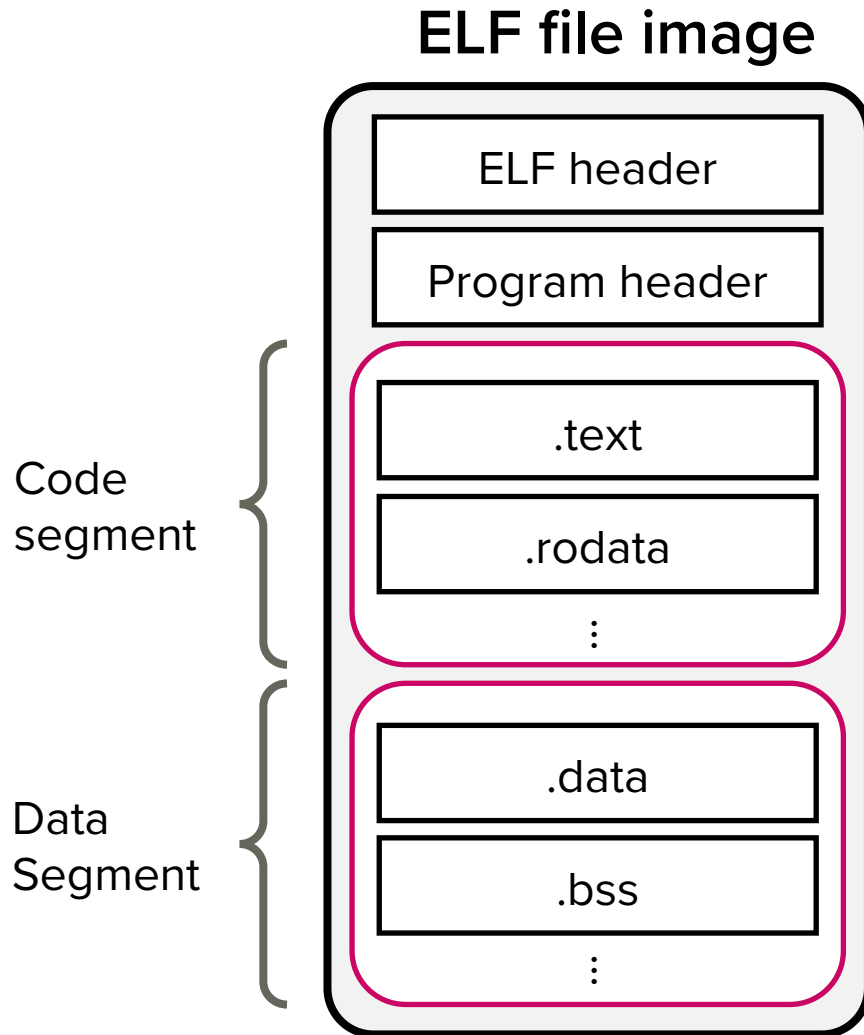 ELF file image
ELF header
Program header
Code
segment
.text
.rodata
...
Data
Segment
.data
.bss
...